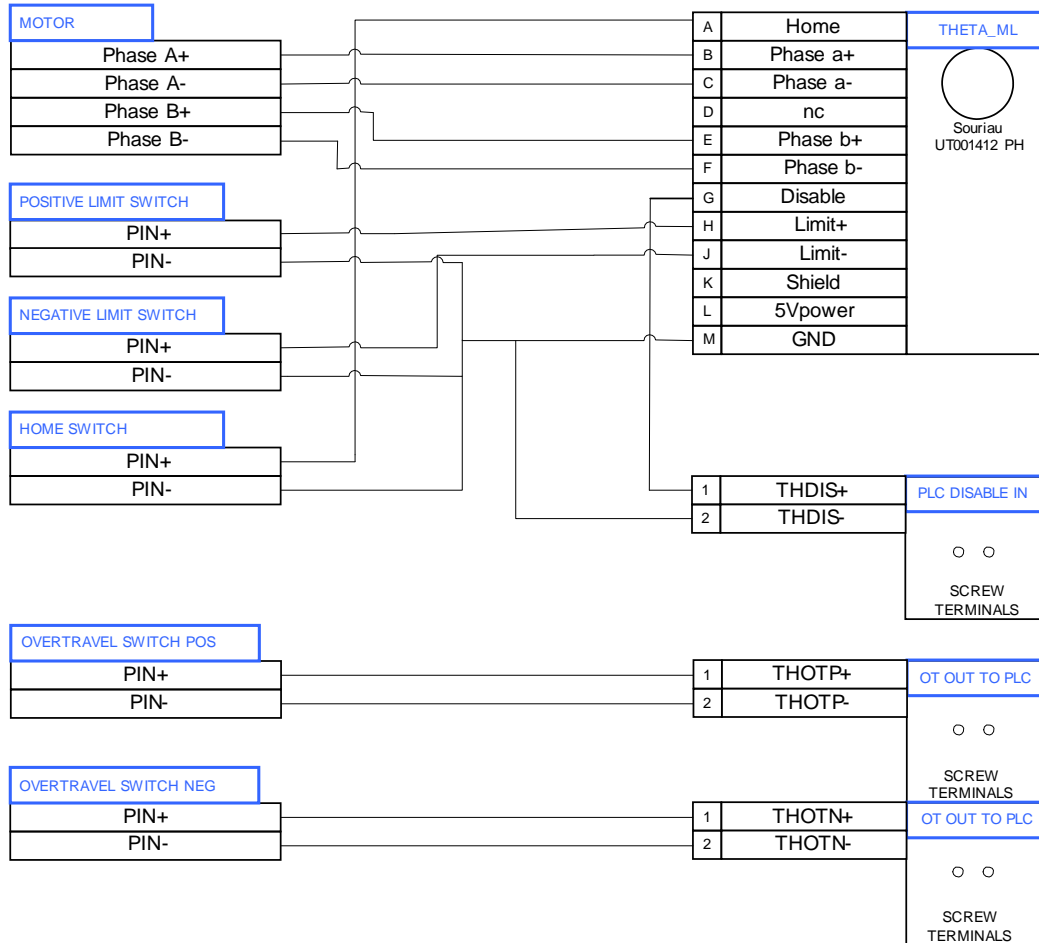 MOTOR
Phase A+
Phase A-
Phase B+
Phase B-
POSITIVE LIMIT SWITCH
PIN+
PIN-
NEGATIVE LIMIT SWITCH
PIN+
PIN-
HOME SWITCH
PIN+
PIN-
OVERTRAVEL SWITCH POS
PIN+
PIN-
OVERTRAVEL SWITCH NEG
PIN+
PIN-
A Home
B Phase a+
C Phase a-
D nc
E Phase b+
F Phase b-
G Disable
H Limit+
J Limit-
K Shield
L 5Vpower
M GND
THETA_ML
Souriau
UT001412 PH
1 THDIS+
2 THDIS-
PLC DISABLE IN
SCREW
TERMINALS
1 THOTP+
2 THOTP-
OT OUT TO PLC
SCREW
TERMINALS
1 THOTN+
2 THOTN-
OT OUT TO PLC
SCREW
TERMINALS